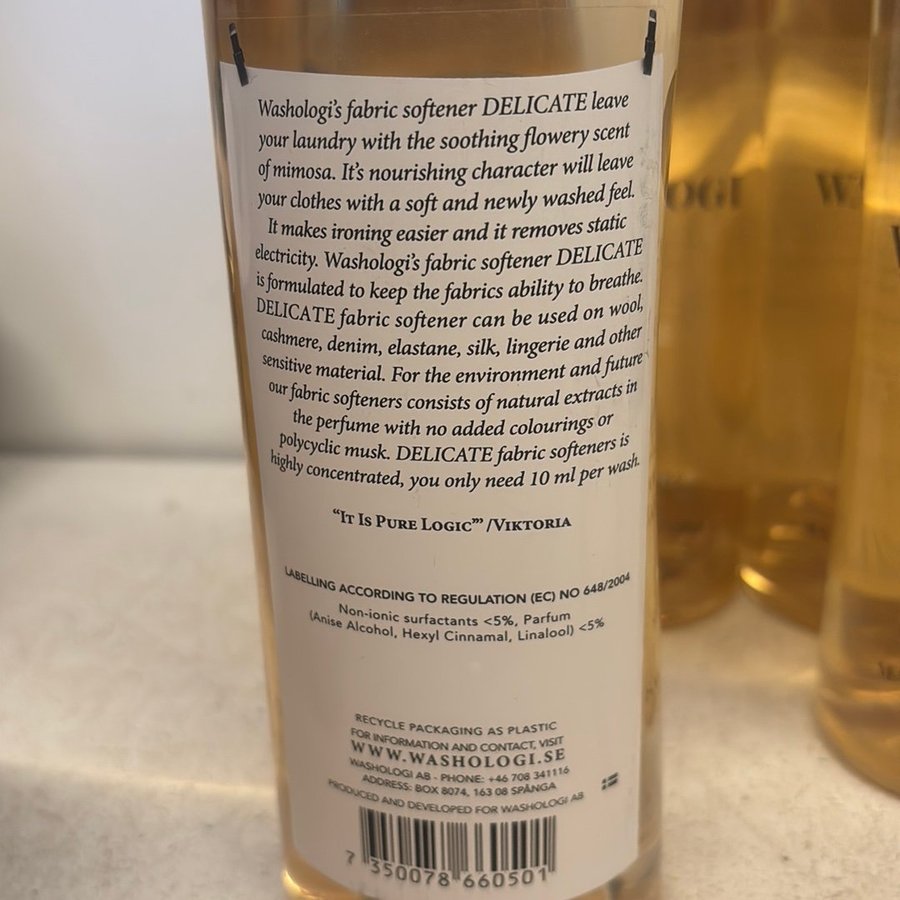 Washologi's fabric softener DELICATE leave
your laundry with the soothing flowery scent
of mimosa. It's nourishing character will leave
your clothes with a soft and newly washed feel.
It makes ironing easier and it removes static
electricity. Washologi's fabric softener DELICATE
is formulated to keep the fabrics ability to breathe.
DELICATE fabric softener can be used on wool,
cashmere, denim, elastane, silk, lingerie and other
sensitive material. For the environment and future
our fabric softeners consists of natural extracts in
the perfume with no added colourings or
polycyclic musk. DELICATE fabric softeners is
highly concentrated, you only need 10 ml per wash.
“It Is Pure Logic”’ /Viktoria
LABELLING ACCORDING TO REGULATION (EC) NO 648/2004
Non-ionic surfactants <5%, Parfum
(Anise Alcohol, Hexyl Cinnamal, Linalool) <5%
RECYCLE PACKAGING AS PLASTIC
FOR INFORMATION AND CONTACT, VISIT
WWW.WASHOLOGI.SE
WASHOLOGI AB - PHONE: +46 708 341116
ADDRESS: BOX 8074, 163 08 SPÅNGA
PRODUCED AND DEVELOPED FOR WASHOLOGI AB
7 350078 660501